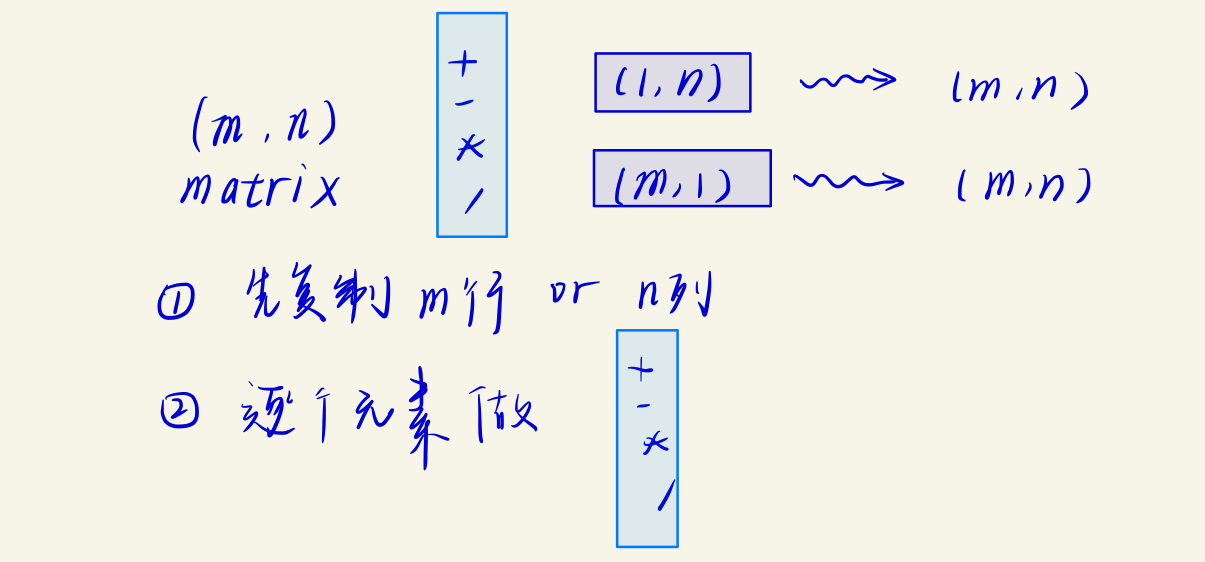 (m, n)
matrix
+
-
*
/
(1, n)
(m, n)
(m, 1)
(m, n)
① 先复制 m行 or n列
② 逐个元素 做
+
-
*
/